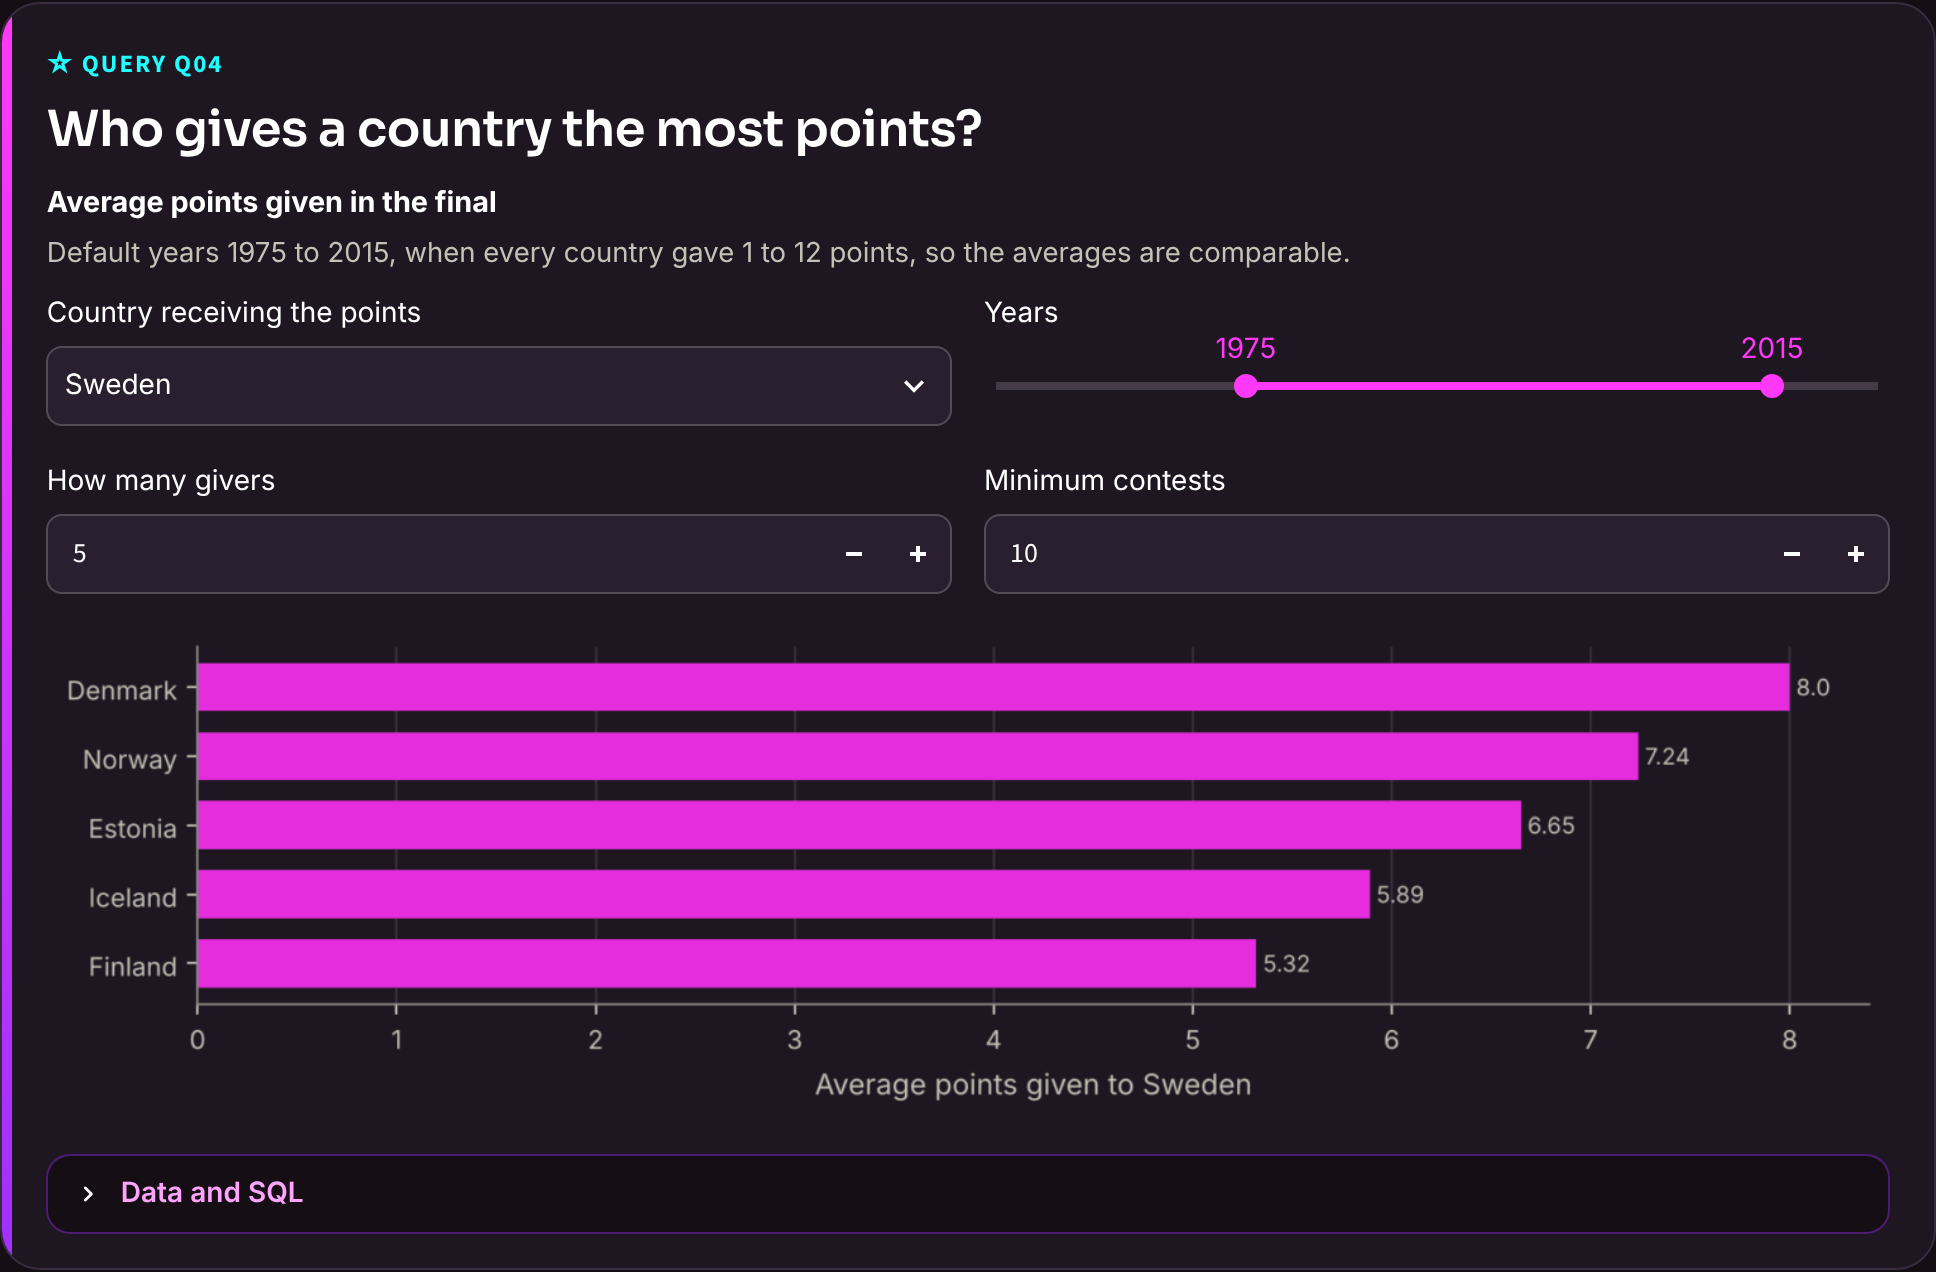 ☆ QUERY Q04
Who gives a country the most points?
Average points given in the final
Default years 1975 to 2015, when every country gave 1 to 12 points, so the averages are comparable.
Country receiving the points
Sweden
Years
1975 2015
How many givers
5
Minimum contests
10
Denmark 8.0
Norway 7.24
Estonia 6.65
Iceland 5.89
Finland 5.32
0 1 2 3 4 5 6 7 8
Average points given to Sweden
Data and SQL